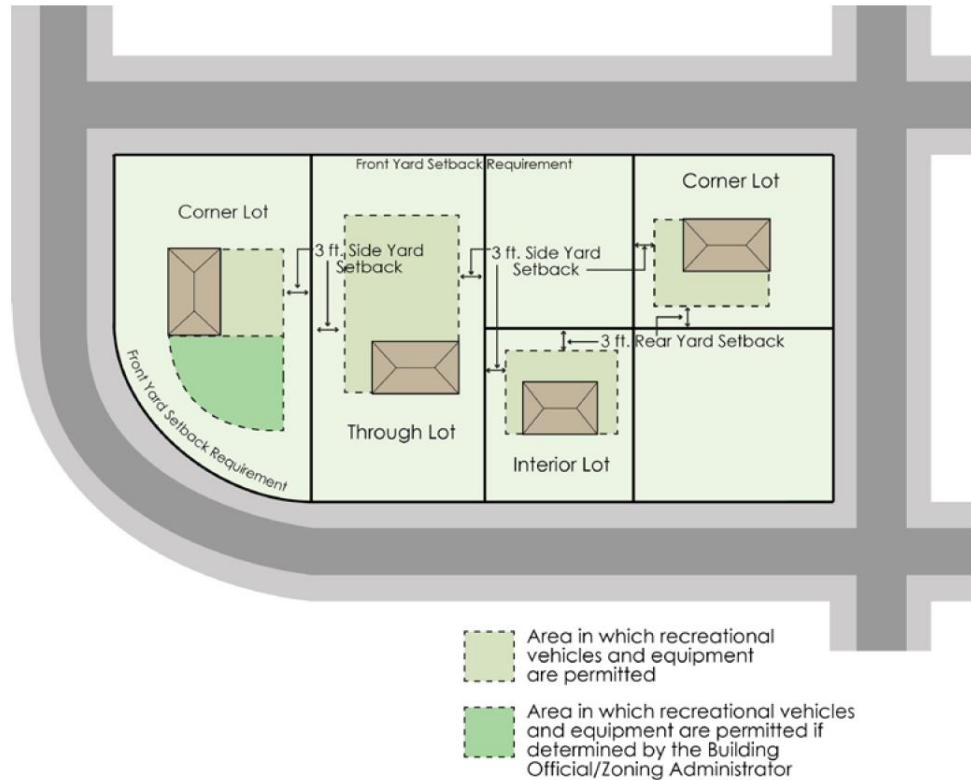 Front Yard Setback Requirement
Corner Lot
Corner Lot
3 ft. Side Yard
Setback
3 ft. Side Yard
Setback
3 ft. Rear Yard Setback
Front Yard Setback Requirement
Through Lot
Interior Lot
Area in which recreational
vehicles and equipment
are permitted
Area in which recreational vehicles
and equipment are permitted if
determined by the Building
Official/Zoning Administrator